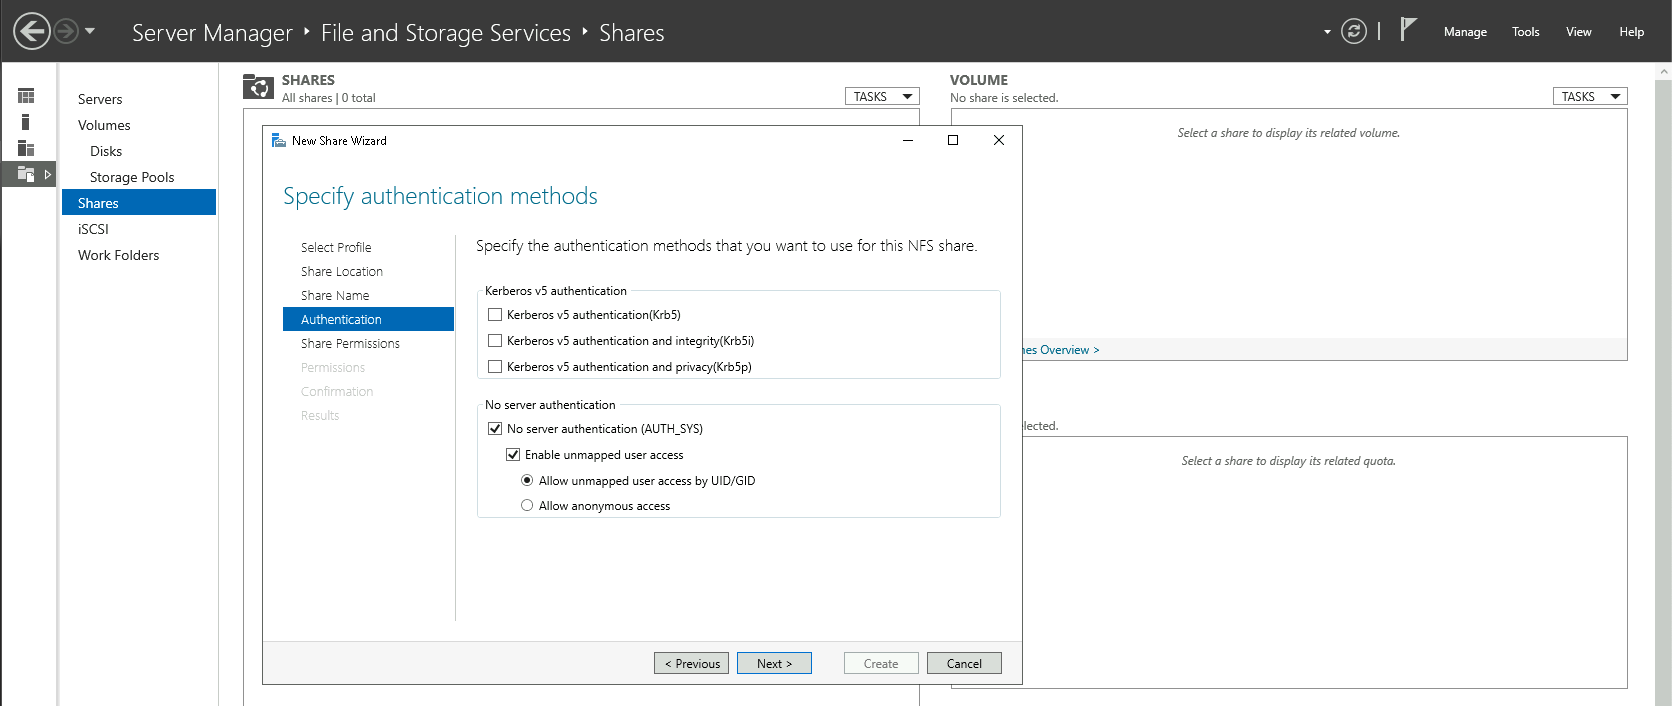 Server Manager ‣ File and Storage Services ‣ Shares
Manage Tools View Help
Servers
Volumes
Disks
Storage Pools
Shares
iSCSI
Work Folders
SHARES
All shares | 0 total
TASKS
VOLUME
No share is selected.
TASKS
Select a share to display its related volume.
Overview >
Select a share to display its related quota.
New Share Wizard
Specify authentication methods
Select Profile
Share Location
Share Name
Authentication
Share Permissions
Permissions
Confirmation
Results
Specify the authentication methods that you want to use for this NFS share.
Kerberos v5 authentication
Kerberos v5 authentication(Krb5)
Kerberos v5 authentication and integrity(Krb5i)
Kerberos v5 authentication and privacy(Krb5p)
No server authentication
No server authentication (AUTH_SYS)
Enable unmapped user access
Allow unmapped user access by UID/GID
Allow anonymous access
< Previous Next > Create Cancel